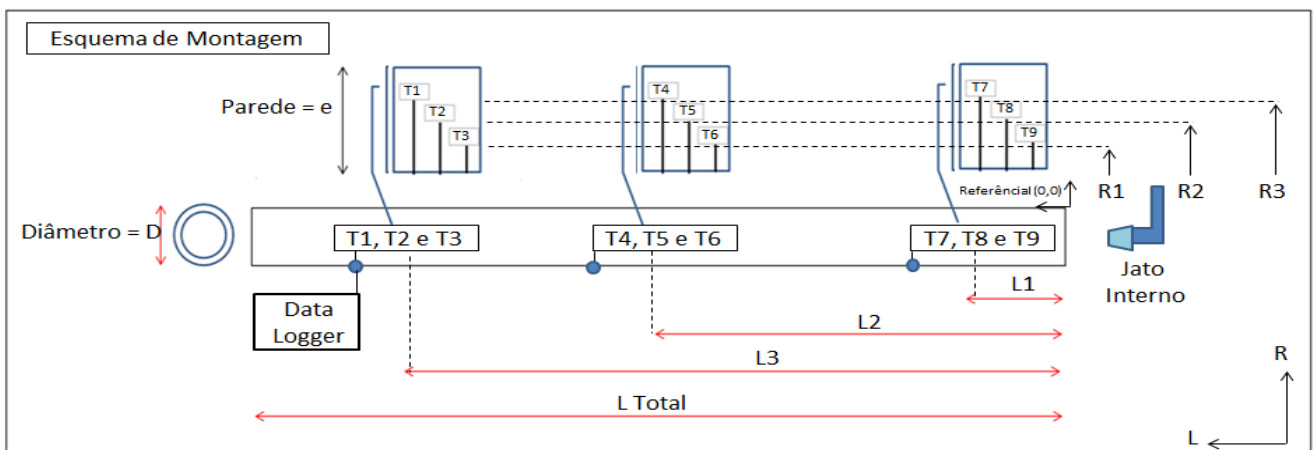 Esquema de Montagem
Parede = e
T1
T2
T3
T4
T5
T6
T7
T8
T9
Referêncial (0,0)
R1
R2
R3
Diâmetro = D
T1, T2 e T3
T4, T5 e T6
T7, T8 e T9
Jato
Interno
Data
Logger
L1
L2
L3
L Total
R
L